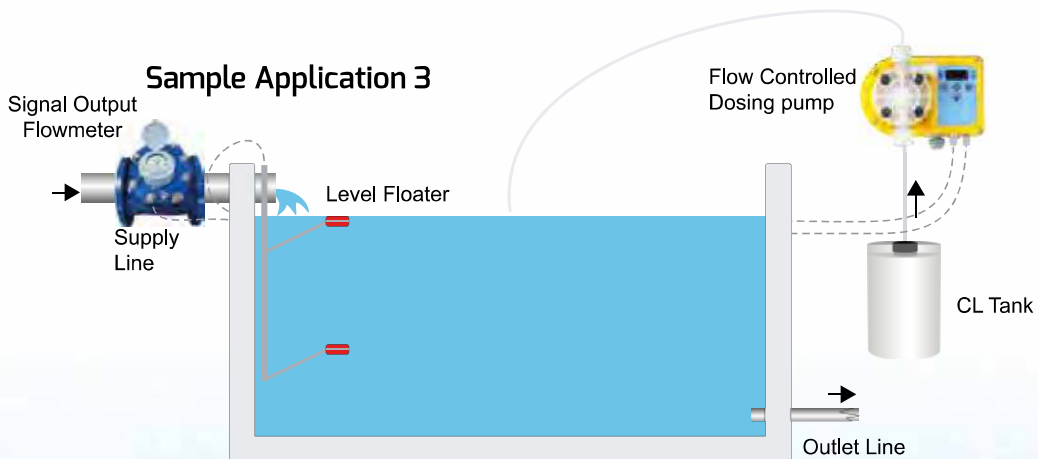 Sample Application 3
Signal Output
Flowmeter
Flow Controlled
Dosing pump
Level Floater
Supply
Line
CL Tank
Outlet Line